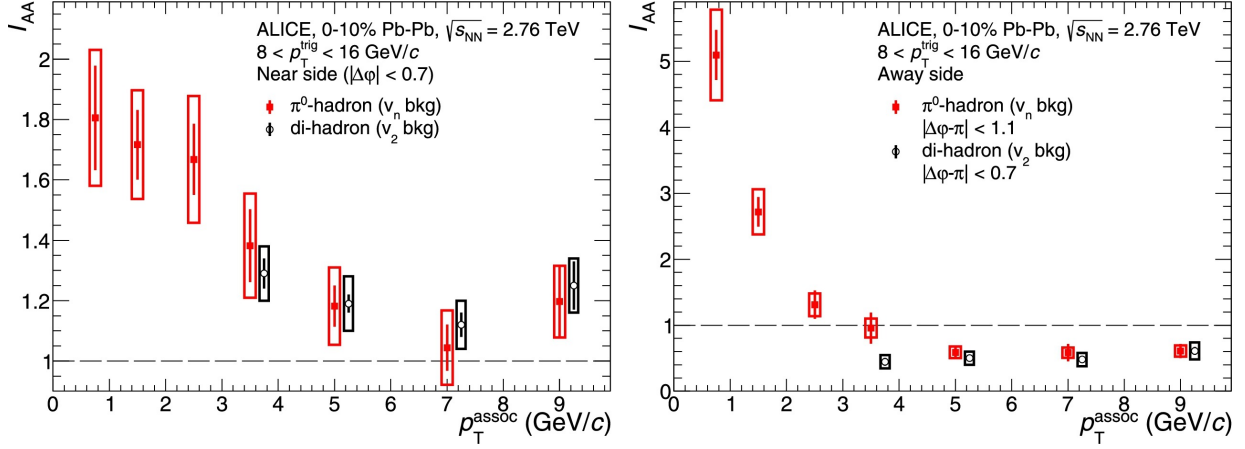 I_AA
ALICE, 0-10% Pb-Pb, √s_NN = 2.76 TeV
8 < p_T^trig < 16 GeV/c
Near side (|Δφ| < 0.7)
π⁰-hadron (v_n bkg)
di-hadron (v_2 bkg)
2
1.8
1.6
1.4
1.2
1
0 1 2 3 4 5 6 7 8 9
p_T^assoc (GeV/c)
I_AA
ALICE, 0-10% Pb-Pb, √s_NN = 2.76 TeV
8 < p_T^trig < 16 GeV/c
Away side
π⁰-hadron (v_n bkg)
|Δφ-π| < 1.1
di-hadron (v_2 bkg)
|Δφ-π| < 0.7
5
4
3
2
1
0
0 1 2 3 4 5 6 7 8 9
p_T^assoc (GeV/c)